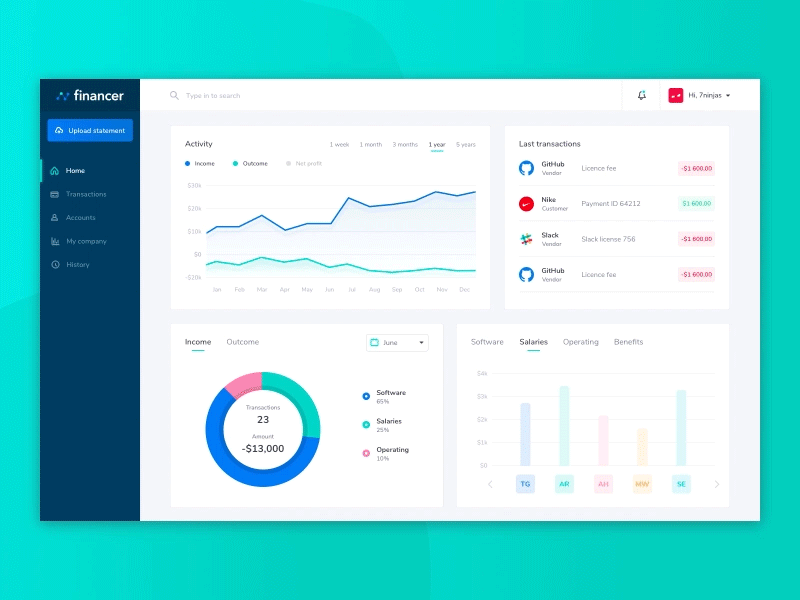 financer
Type in to search
Hi, 7ninjas
Upload statement
Home
Transactions
Accounts
My company
History
Activity
1 week 1 month 3 months 1 year 5 years
Income Outcome Net profit
$30k
$20k
$10k
$0
-$20k
Jan Feb Mar Apr May Jun Jul Aug Sep Oct Nov Dec
Last transactions
GitHub
Vendor
Licence fee
-$1 600,00
Nike
Customer
Payment ID 64212
$1 600,00
Slack
Vendor
Slack license 756
-$1 600,00
GitHub
Vendor
Licence fee
-$1 600,00
Income Outcome
June
Transactions
23
Amount
-$13,000
Software
65%
Salaries
25%
Operating
10%
Software Salaries Operating Benefits
$4k
$3k
$2k
$1k
$0
TG AR AH MW SE